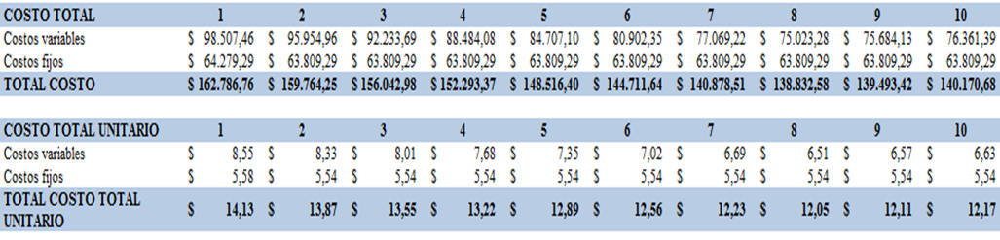 COSTO TOTAL 1 2 3 4 5 6 7 8 9 10
Costos variables $ 98.507,46 $ 95.954,96 $ 92.233,69 $ 88.484,08 $ 84.707,10 $ 80.902,35 $ 77.069,22 $ 75.023,28 $ 75.684,13 $ 76.361,39
Costos fijos $ 64.279,29 $ 63.809,29 $ 63.809,29 $ 63.809,29 $ 63.809,29 $ 63.809,29 $ 63.809,29 $ 63.809,29 $ 63.809,29 $ 63.809,29
TOTAL COSTO $ 162.786,76 $ 159.764,25 $ 156.042,98 $ 152.293,37 $ 148.516,40 $ 144.711,64 $ 140.878,51 $ 138.832,58 $ 139.493,42 $ 140.170,68
COSTO TOTAL UNITARIO 1 2 3 4 5 6 7 8 9 10
Costos variables $ 8,55 $ 8,33 $ 8,01 $ 7,68 $ 7,35 $ 7,02 $ 6,69 $ 6,51 $ 6,57 $ 6,63
Costos fijos $ 5,58 $ 5,54 $ 5,54 $ 5,54 $ 5,54 $ 5,54 $ 5,54 $ 5,54 $ 5,54 $ 5,54
TOTAL COSTO TOTAL
UNITARIO $ 14,13 $ 13,87 $ 13,55 $ 13,22 $ 12,89 $ 12,56 $ 12,23 $ 12,05 $ 12,11 $ 12,17